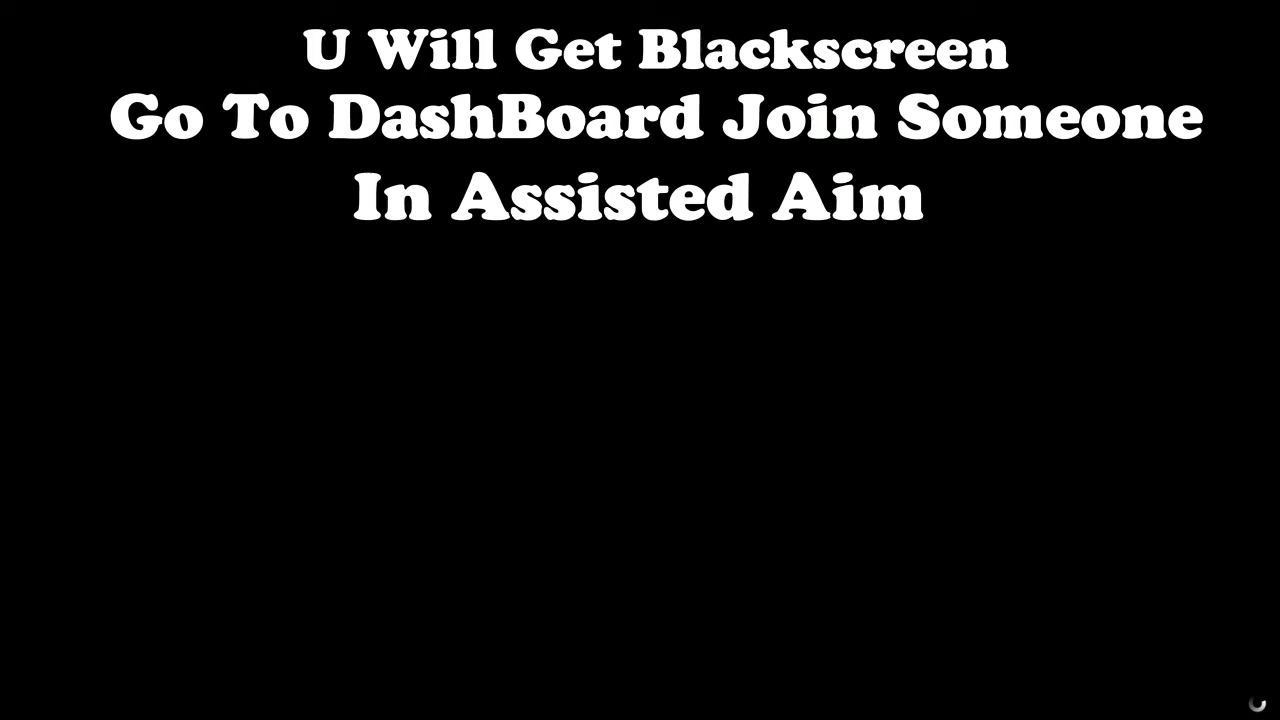 U Will Get Blackscreen
Go To DashBoard Join Someone
In Assisted Aim